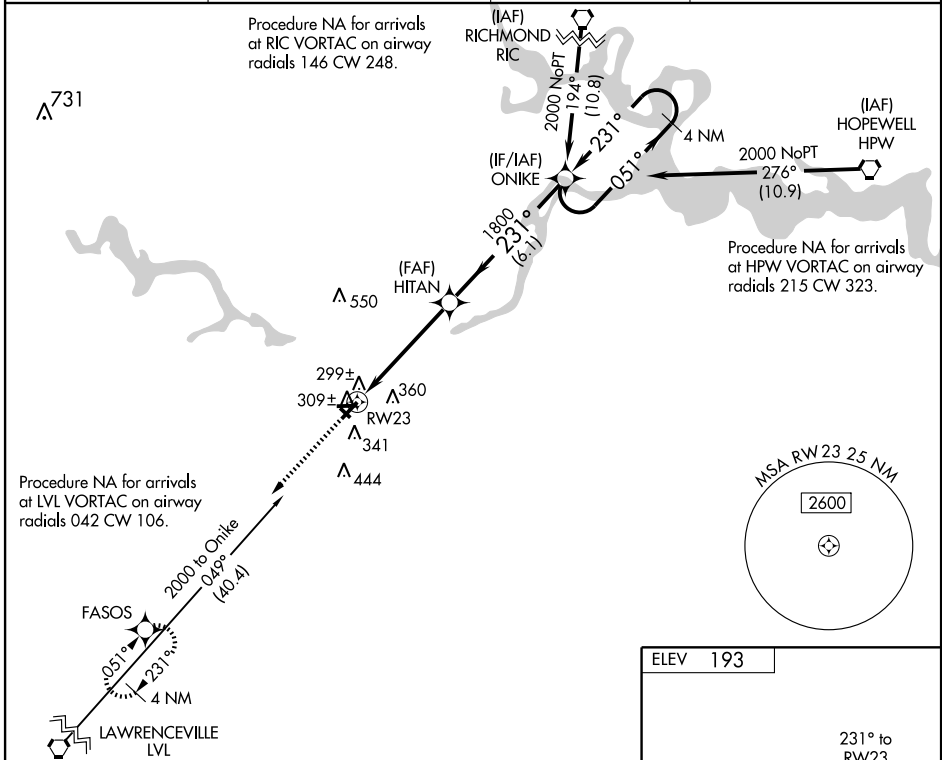 Procedure NA for arrivals
at RIC VORTAC on airway
radials 146 CW 248.
(IAF)
RICHMOND
RIC
731
2000 NoPT
194°
(10.8)
231°
051°
4 NM
(IAF)
HOPEWELL
HPW
2000 NoPT
276°
(10.9)
(IF/IAF)
ONIKE
1800
231°
(6.1)
Procedure NA for arrivals
at HPW VORTAC on airway
radials 215 CW 323.
(FAF)
HITAN
550
299±
309±
360
RW23
341
444
Procedure NA for arrivals
at LVL VORTAC on airway
radials 042 CW 106.
MSA RW 23 25 NM
2600
2000 to Onike
049°
(40.4)
FASOS
051°
231°
4 NM
LAWRENCEVILLE
LVL
ELEV 193
231° to
RW23